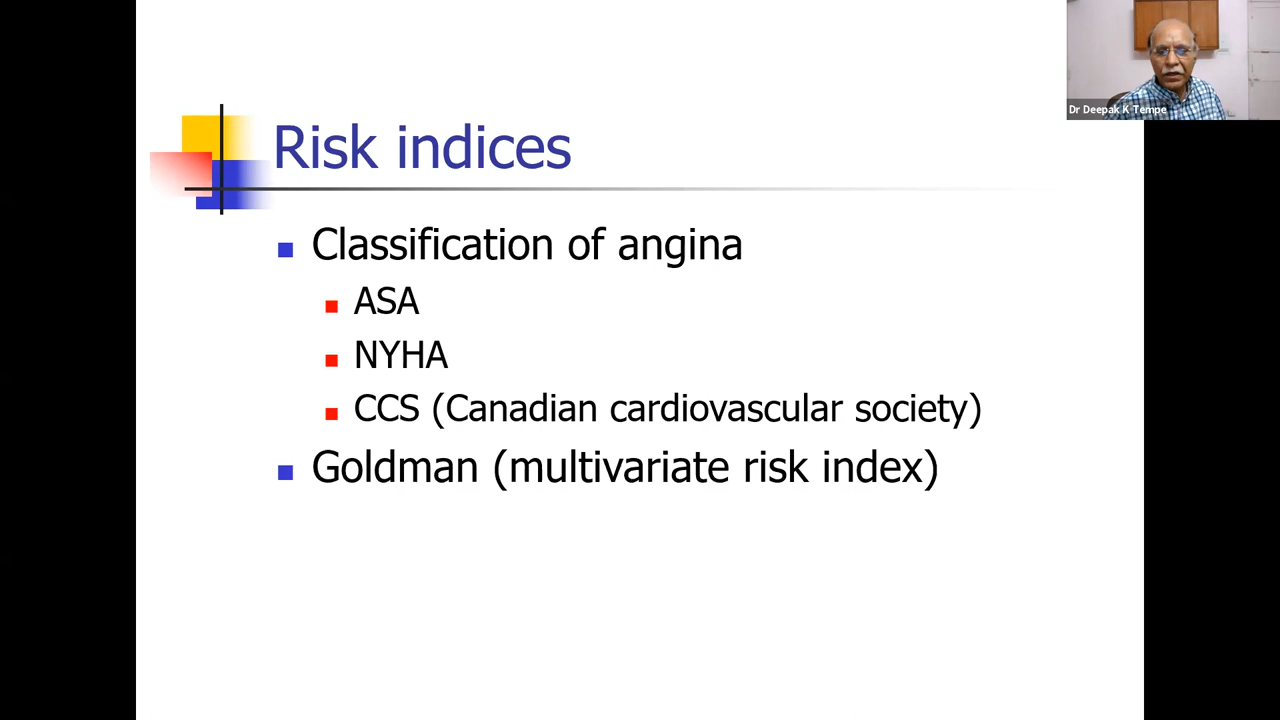 Dr Deepak K Tempe
Risk indices
Classification of angina
ASA
NYHA
CCS (Canadian cardiovascular society)
Goldman (multivariate risk index)